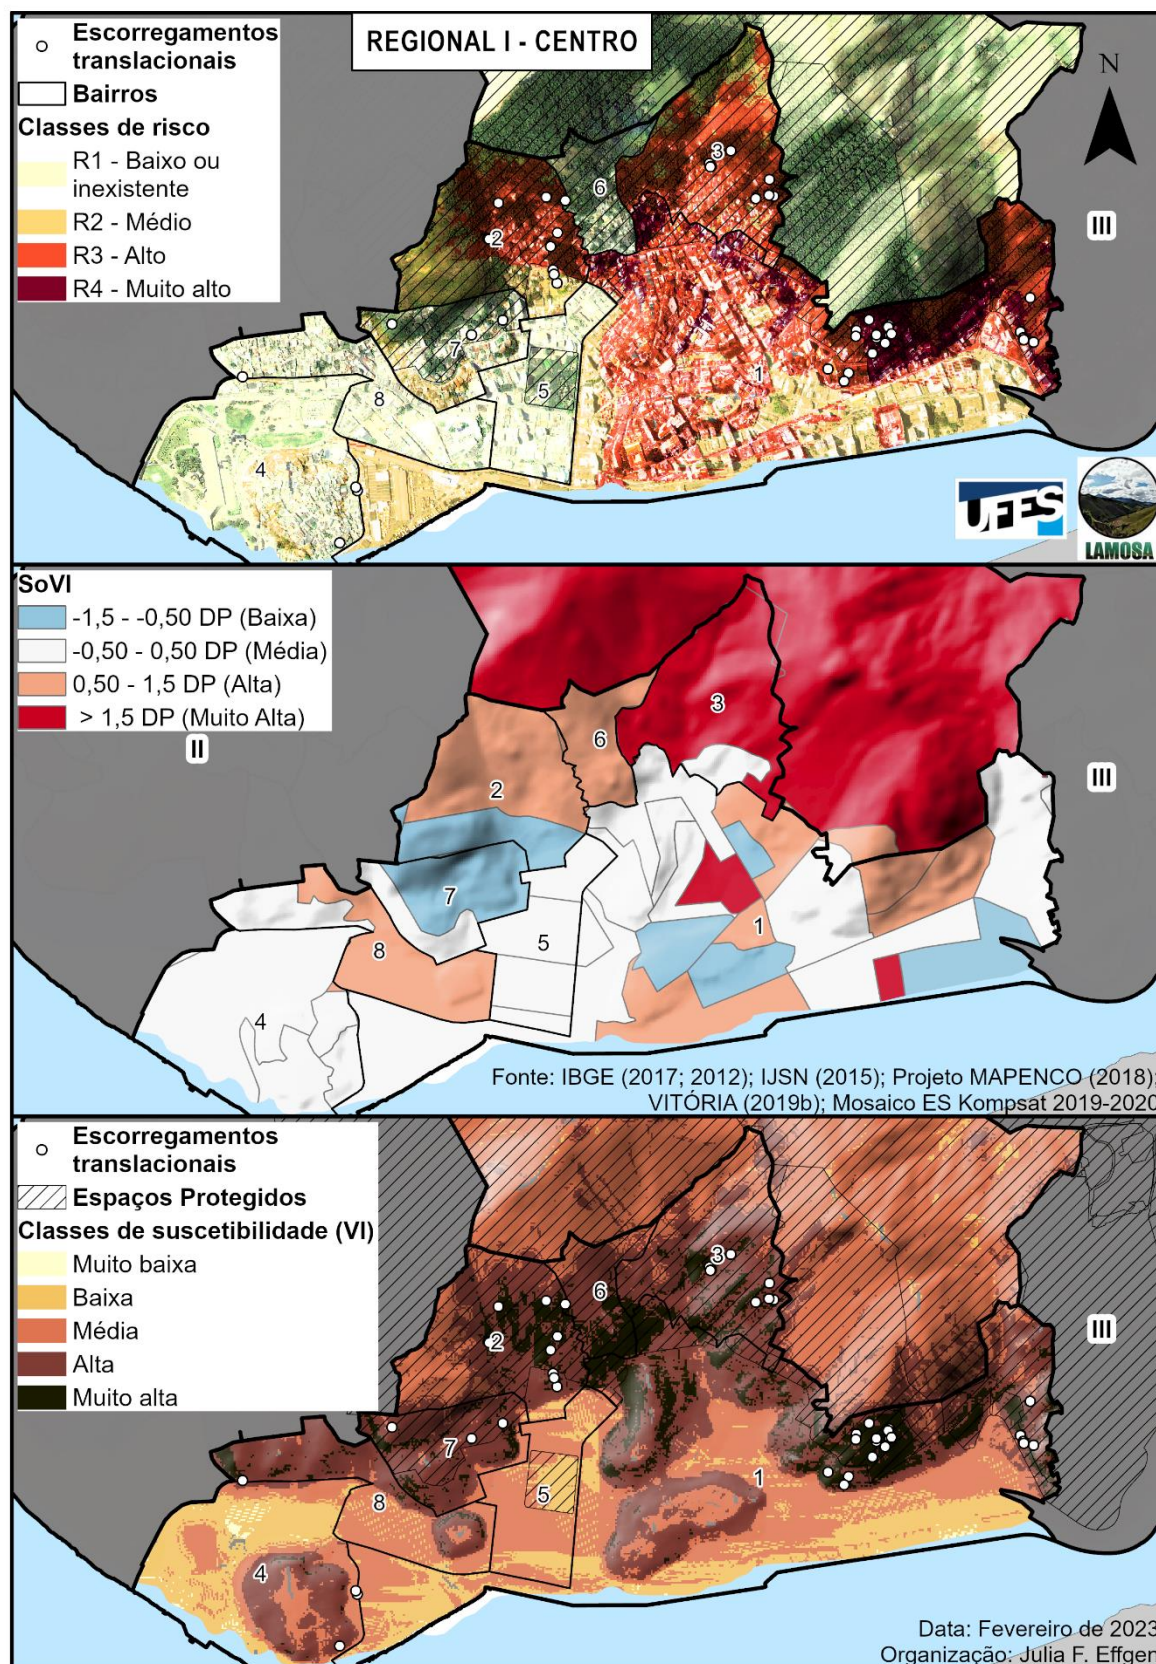 REGIONAL I - CENTRO
Escorregamentos
translacionais
Bairros
Classes de risco
R1 - Baixo ou
inexistente
R2 - Médio
R3 - Alto
R4 - Muito alto
N
III
3
6
2
7
1
5
8
4
UFES
LAMOSA
SoVI
-1,5 - -0,50 DP (Baixa)
-0,50 - 0,50 DP (Média)
0,50 - 1,5 DP (Alta)
> 1,5 DP (Muito Alta)
II
III
3
6
2
7
1
5
8
4
Fonte: IBGE (2017; 2012); IJSN (2015); Projeto MAPENCO (2018);
VITÓRIA (2019b); Mosaico ES Kompsat 2019-2020
Escorregamentos
translacionais
Espaços Protegidos
Classes de suscetibilidade (VI)
Muito baixa
Baixa
Média
Alta
Muito alta
III
3
6
2
7
1
5
8
4
Data: Fevereiro de 2023
Organização: Julia F. Effgen